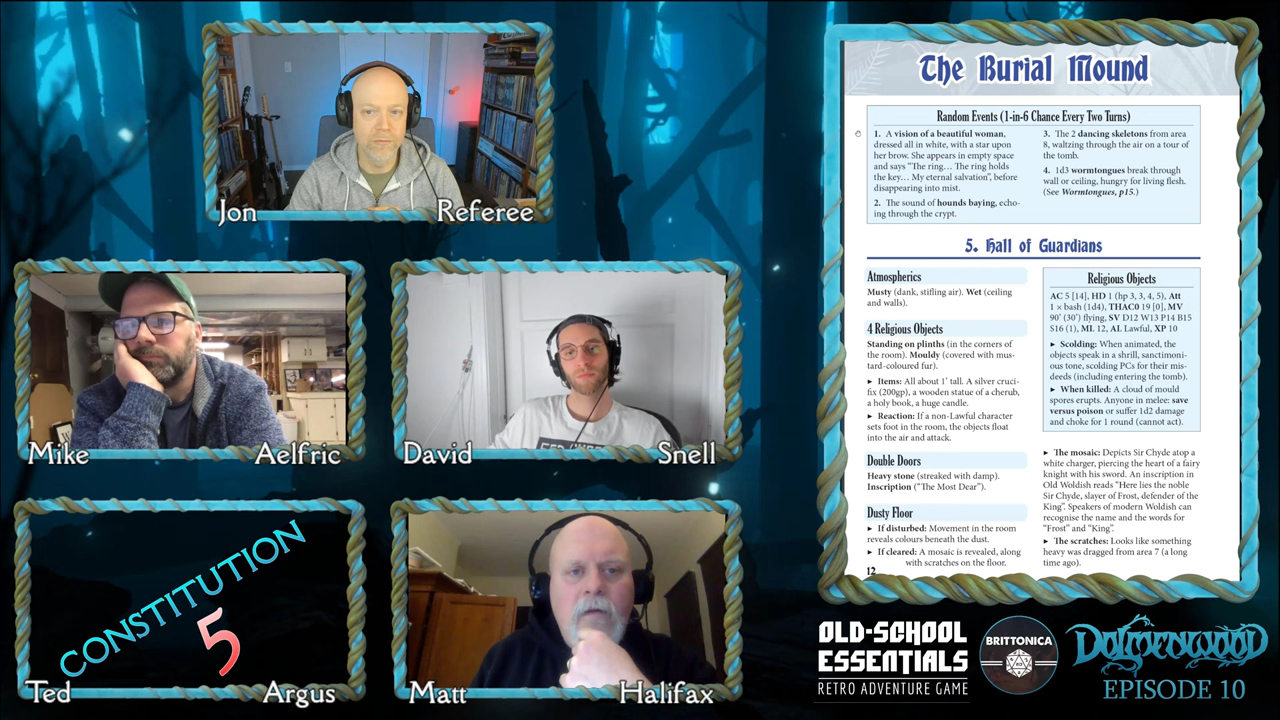 Jon Referee
Mike Aelfric
David Snell
CONSTITUTION
5
Ted Argus
Matt Halifax
The Burial Mound
Random Events (1-in-6 Chance Every Two Turns)
1. A vision of a beautiful woman,
dressed all in white, with a star upon
her brow. She appears in empty space
and says “The ring… The ring holds
the key… My eternal salvation”, before
disappearing into mist.
2. The sound of hounds baying, echo-
ing through the crypt.
3. The 2 dancing skeletons from area
8, waltzing through the air on a tour of
the tomb.
4. 1d3 wormtongues break through
wall or ceiling, hungry for living flesh.
(See Wormtongues, p15.)
5. Hall of Guardians
Atmospherics
Musty (dank, stifling air). Wet (ceiling
and walls).
4 Religious Objects
Standing on plinths (in the corners of
the room). Mouldy (covered with mus-
tard-coloured fur).
▶ Items: All about 1' tall. A silver cruci-
fix (200gp), a wooden statue of a cherub,
a holy book, a huge candle.
▶ Reaction: If a non-Lawful character
sets foot in the room, the objects float
into the air and attack.
Double Doors
Heavy stone (streaked with damp).
Inscription (“The Most Dear”).
Dusty Floor
▶ If disturbed: Movement in the room
reveals colours beneath the dust.
▶ If cleared: A mosaic is revealed, along
with scratches on the floor.
12
Religious Objects
AC 5 [14], HD 1 (hp 3, 3, 4, 5), Att
1 × bash (1d4), THAC0 19 [0], MV
90' (30') flying, SV D12 W13 P14 B15
S16 (1), ML 12, AL Lawful, XP 10
▶ Scolding: When animated, the
objects speak in a shrill, sanctimoni-
ous tone, scolding PCs for their mis-
deeds (including entering the tomb).
▶ When killed: A cloud of mould
spores erupts. Anyone in melee: save
versus poison or suffer 1d2 damage
and choke for 1 round (cannot act).
▶ The mosaic: Depicts Sir Chyde atop a
white charger, piercing the heart of a fairy
knight with his sword. An inscription in
Old Woldish reads “Here lies the noble
Sir Chyde, slayer of Frost, defender of the
King”. Speakers of modern Woldish can
recognise the name and the words for
“Frost” and “King”.
▶ The scratches: Looks like something
heavy was dragged from area 7 (a long
time ago).
OLD-SCHOOL
ESSENTIALS
RETRO ADVENTURE GAME
BRITTONICA
Dolmenwood
EPISODE 10